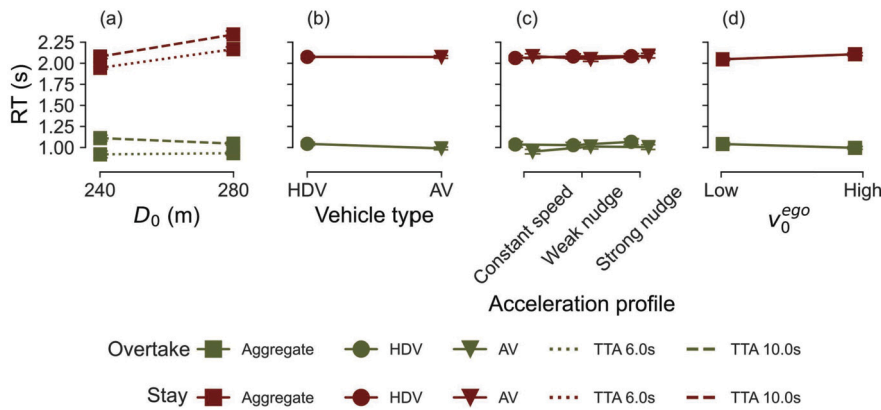 (a) (b) (c) (d)
RT (s)
2.25
2.00
1.75
1.50
1.25
1.00
240 280 HDV AV Low High
D₀ (m) Vehicle type v₀^ego
Constant speed
Weak nudge
Strong nudge
Acceleration profile
Overtake Aggregate HDV AV TTA 6.0s TTA 10.0s
Stay Aggregate HDV AV TTA 6.0s TTA 10.0s